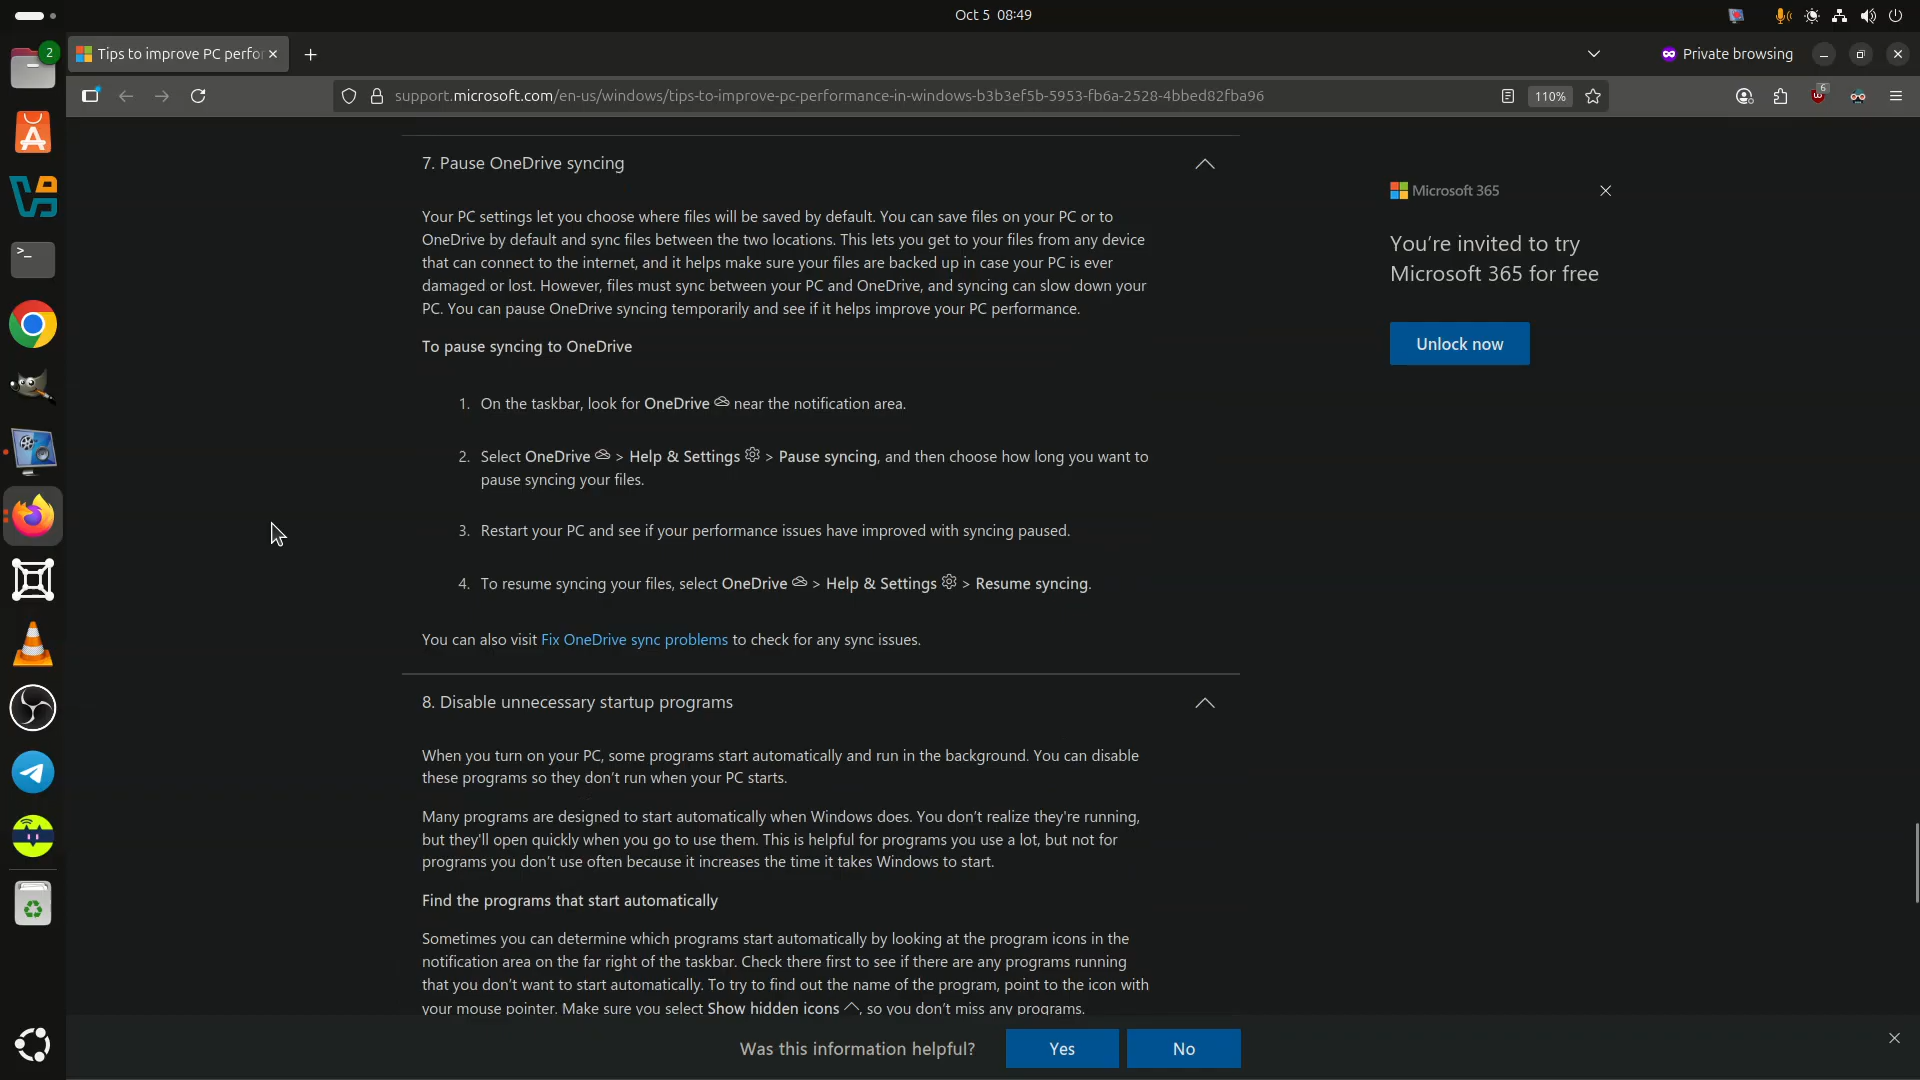 Oct 5 08:49
2
Tips to improve PC perfo
Private browsing
support.microsoft.com/en-us/windows/tips-to-improve-pc-performance-in-windows-b3b3ef5b-5953-fb6a-2528-4bbed82fba96
110%
6
7. Pause OneDrive syncing
Your PC settings let you choose where files will be saved by default. You can save files on your PC or to
OneDrive by default and sync files between the two locations. This lets you get to your files from any device
that can connect to the internet, and it helps make sure your files are backed up in case your PC is ever
damaged or lost. However, files must sync between your PC and OneDrive, and syncing can slow down your
PC. You can pause OneDrive syncing temporarily and see if it helps improve your PC performance.
To pause syncing to OneDrive
1. On the taskbar, look for OneDrive near the notification area.
2. Select OneDrive > Help & Settings > Pause syncing, and then choose how long you want to
pause syncing your files.
3. Restart your PC and see if your performance issues have improved with syncing paused.
4. To resume syncing your files, select OneDrive > Help & Settings > Resume syncing.
You can also visit Fix OneDrive sync problems to check for any sync issues.
8. Disable unnecessary startup programs
When you turn on your PC, some programs start automatically and run in the background. You can disable
these programs so they don't run when your PC starts.
Many programs are designed to start automatically when Windows does. You don't realize they're running,
but they'll open quickly when you go to use them. This is helpful for programs you use a lot, but not for
programs you don't use often because it increases the time it takes Windows to start.
Find the programs that start automatically
Sometimes you can determine which programs start automatically by looking at the program icons in the
notification area on the far right of the taskbar. Check there first to see if there are any programs running
that you don't want to start automatically. To try to find out the name of the program, point to the icon with
your mouse pointer. Make sure you select Show hidden icons , so you don't miss any programs.
Microsoft 365
You're invited to try
Microsoft 365 for free
Unlock now
Was this information helpful?
Yes
No